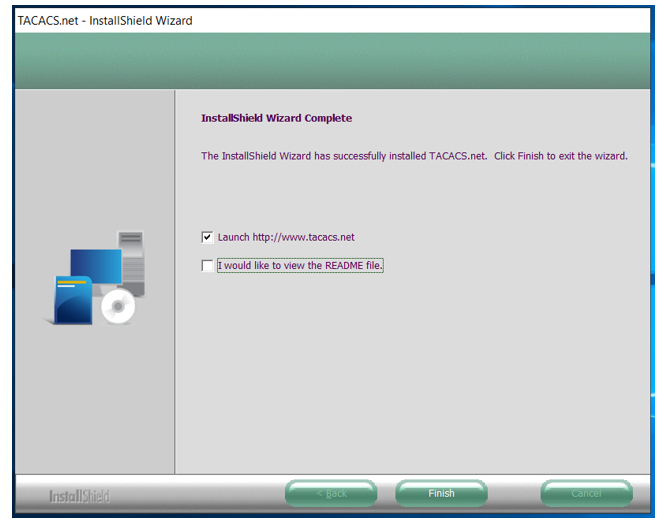 TACACS.net - InstallShield Wizard
InstallShield Wizard Complete
The InstallShield Wizard has successfully installed TACACS.net. Click Finish to exit the wizard.
Launch http://www.tacacs.net
I would like to view the README file.
InstallShield
< Back
Finish
Cancel